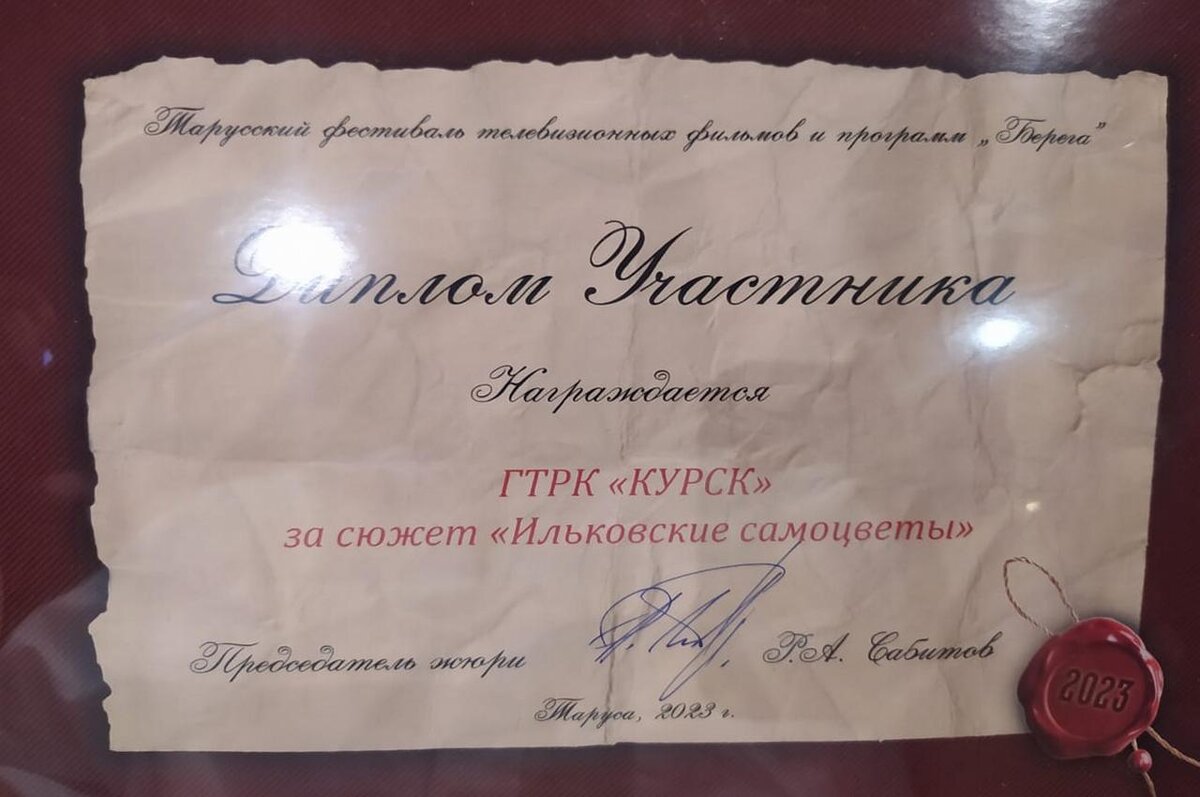 Тарусский фестиваль телевизионных фильмов и программ „Берега”
Диплом Участника
Награждается
ГТРК «КУРСК»
за сюжет «Ильковские самоцветы»
Председатель жюри Р.А. Сабитов
Таруса, 2023 г.
2023